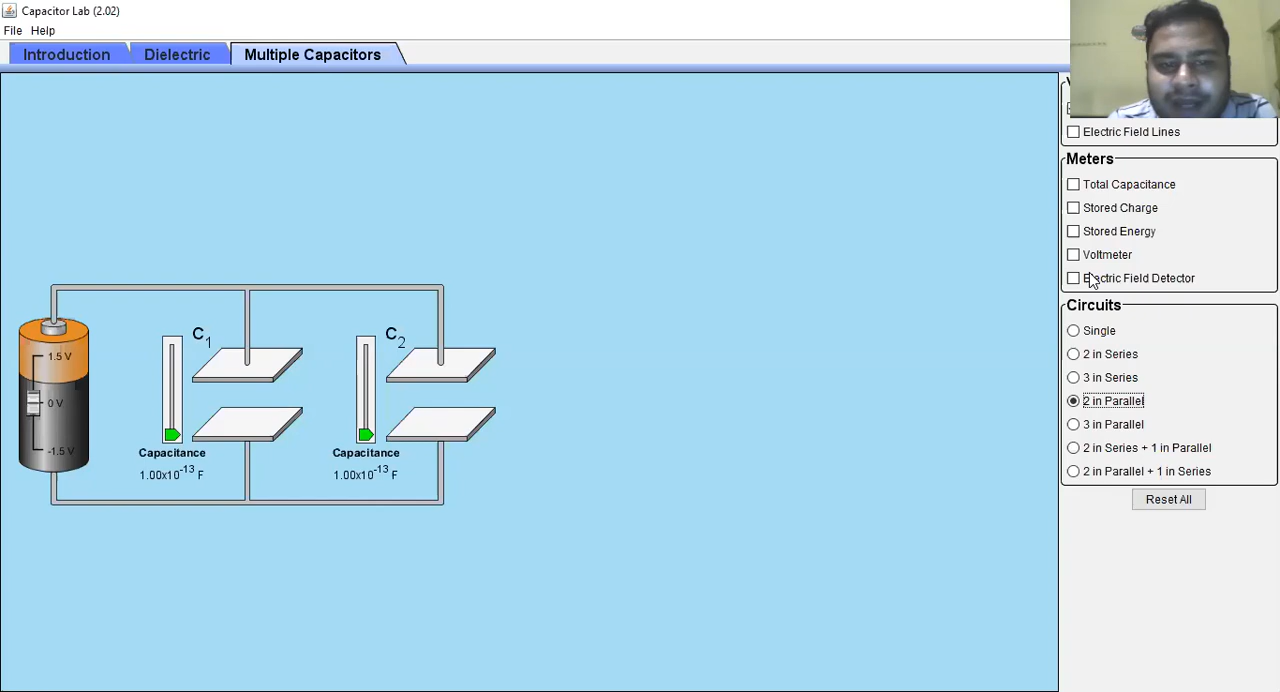 Capacitor Lab (2.02)
File Help
Introduction Dielectric Multiple Capacitors
Electric Field Lines
Meters
Total Capacitance
Stored Charge
Stored Energy
Voltmeter
Electric Field Detector
Circuits
Single
2 in Series
3 in Series
2 in Parallel
3 in Parallel
2 in Series + 1 in Parallel
2 in Parallel + 1 in Series
Reset All
1.5 V
0 V
-1.5 V
C1
C2
Capacitance
1.00x10^-13 F
Capacitance
1.00x10^-13 F